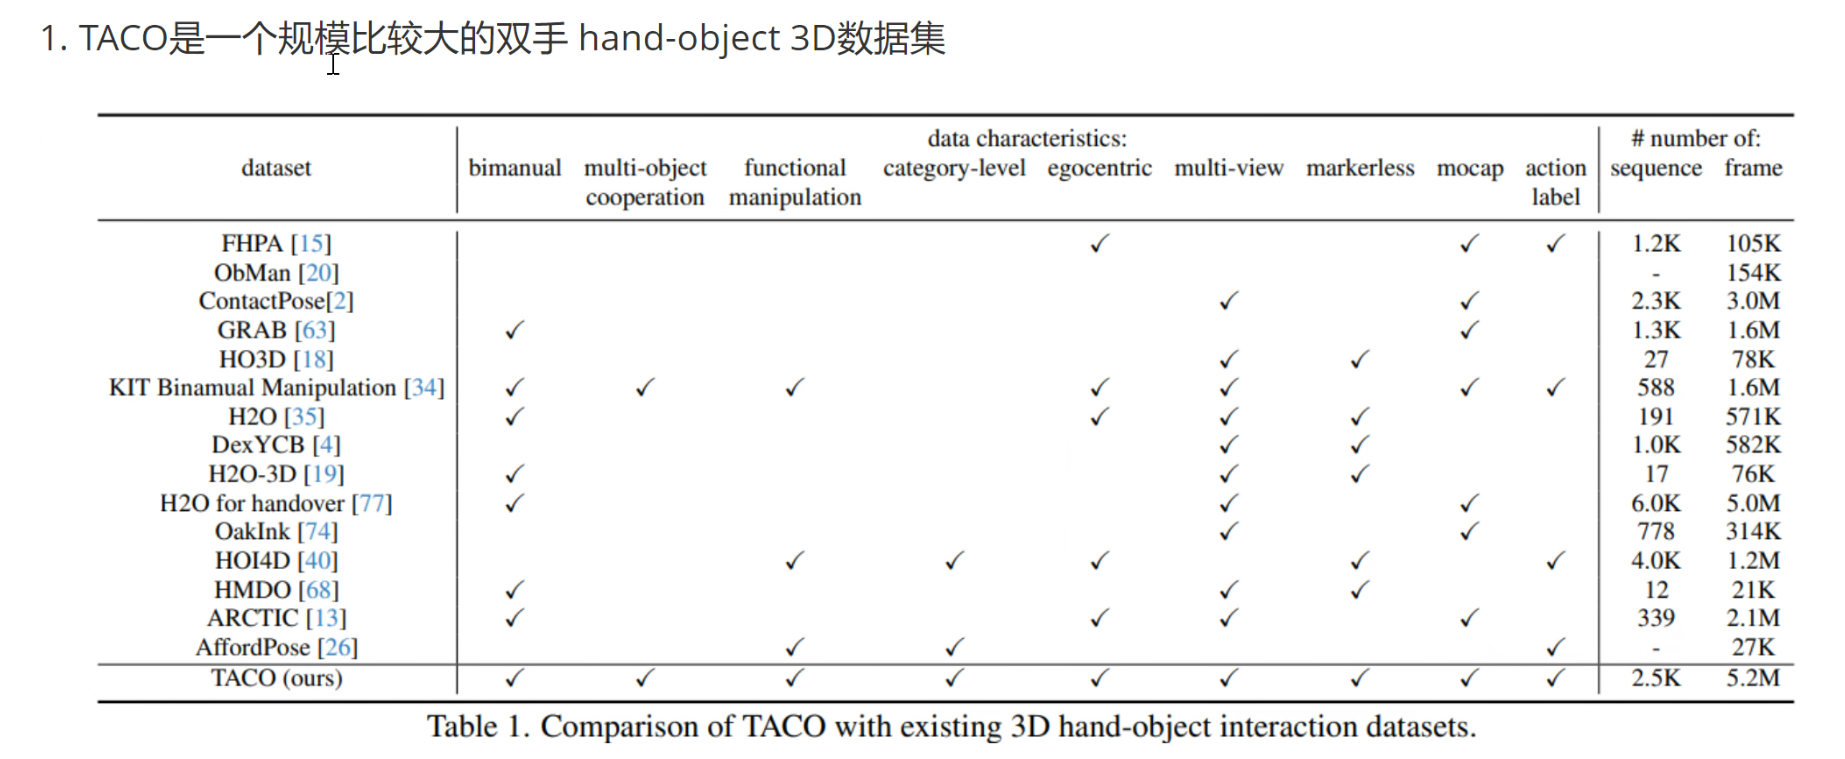 1. TACO是一个规模比较大的双手 hand-object 3D数据集
data characteristics: # number of:
dataset bimanual multi-object functional category-level egocentric multi-view markerless mocap action sequence frame
cooperation manipulation label
FHPA [15] ✓ ✓ ✓ 1.2K 105K
ObMan [20] - 154K
ContactPose[2] ✓ ✓ 2.3K 3.0M
GRAB [63] ✓ ✓ 1.3K 1.6M
HO3D [18] ✓ ✓ 27 78K
KIT Binamual Manipulation [34] ✓ ✓ ✓ ✓ ✓ ✓ ✓ 588 1.6M
H2O [35] ✓ ✓ ✓ ✓ 191 571K
DexYCB [4] ✓ ✓ 1.0K 582K
H2O-3D [19] ✓ ✓ ✓ 17 76K
H2O for handover [77] ✓ ✓ ✓ 6.0K 5.0M
OakInk [74] ✓ ✓ 778 314K
HOI4D [40] ✓ ✓ ✓ ✓ ✓ 4.0K 1.2M
HMDO [68] ✓ ✓ ✓ 12 21K
ARCTIC [13] ✓ ✓ ✓ ✓ 339 2.1M
AffordPose [26] ✓ ✓ ✓ - 27K
TACO (ours) ✓ ✓ ✓ ✓ ✓ ✓ ✓ ✓ ✓ 2.5K 5.2M
Table 1. Comparison of TACO with existing 3D hand-object interaction datasets.